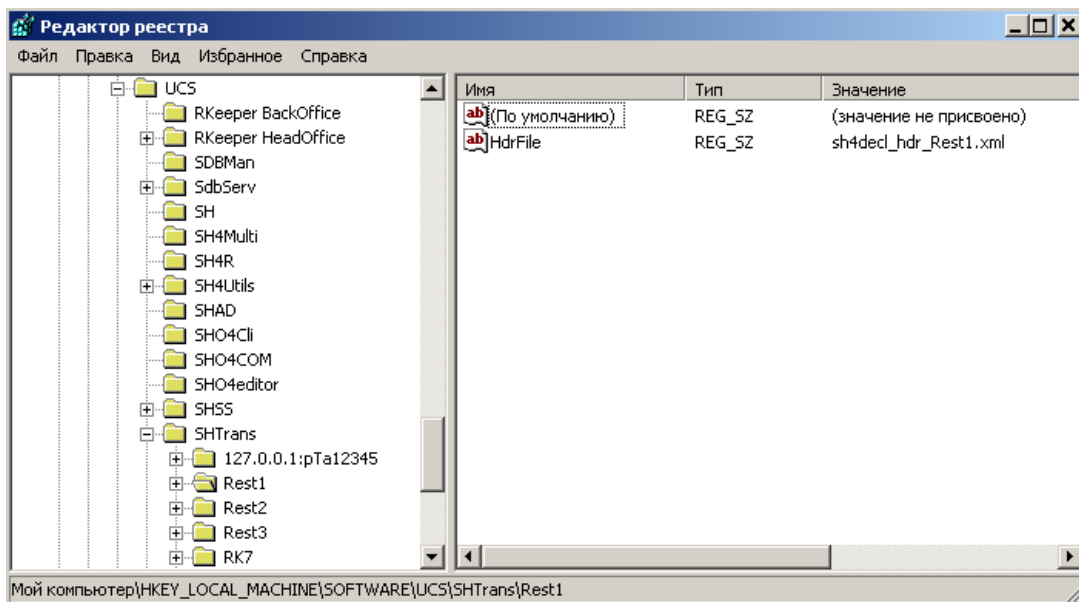 Редактор реестра
Файл Правка Вид Избранное Справка
UCS
RKeeper BackOffice
RKeeper HeadOffice
SDBMan
SdbServ
SH
SH4Multi
SH4R
SH4Utils
SHAD
SHO4Cli
SHO4COM
SHO4editor
SHSS
SHTrans
127.0.0.1:pTa12345
Rest1
Rest2
Rest3
RK7
Имя Тип Значение
ab (По умолчанию) REG_SZ (значение не присвоено)
ab HdrFile REG_SZ sh4decl_hdr_Rest1.xml
Мой компьютер\HKEY_LOCAL_MACHINE\SOFTWARE\UCS\SHTrans\Rest1